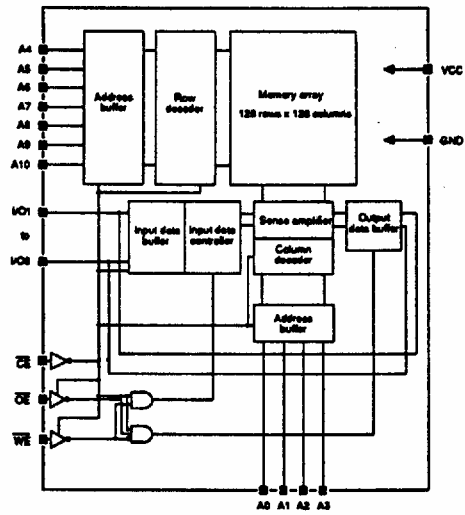 A4
A5
A6
A7
A8
A9
A10
Address
buffer
Row
decoder
Memory array
128 rows x 128 columns
VCC
GND
I/O1
to
I/O8
Input data
buffer
Input data
controller
Sense amplifier
Column
decoder
Output
data buffer
Address
buffer
CE
OE
WE
A0 A1 A2 A3